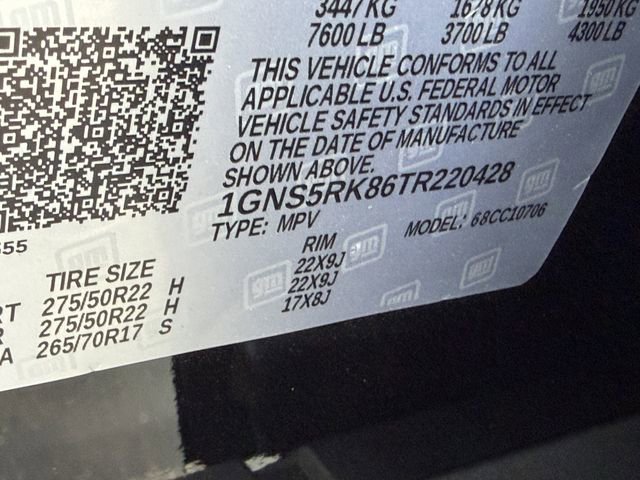 3447 KG 1678 KG 1950 KG
7600 LB 3700 LB 4300 LB
THIS VEHICLE CONFORMS TO ALL
APPLICABLE U.S. FEDERAL MOTOR
VEHICLE SAFETY STANDARDS IN EFFECT
ON THE DATE OF MANUFACTURE
SHOWN ABOVE.
1GNS5RK86TR220428
TYPE: MPV MODEL: 68CC10706
TIRE SIZE RIM
275/50R22 H 22X9J
275/50R22 H 22X9J
265/70R17 S 17X8J
gm